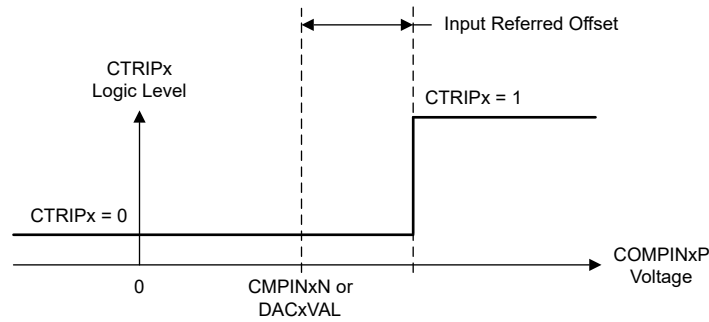 Input Referred Offset
CTRIPx
Logic Level
CTRIPx = 1
CTRIPx = 0
COMPINxP
Voltage
0
CMPINxN or
DACxVAL